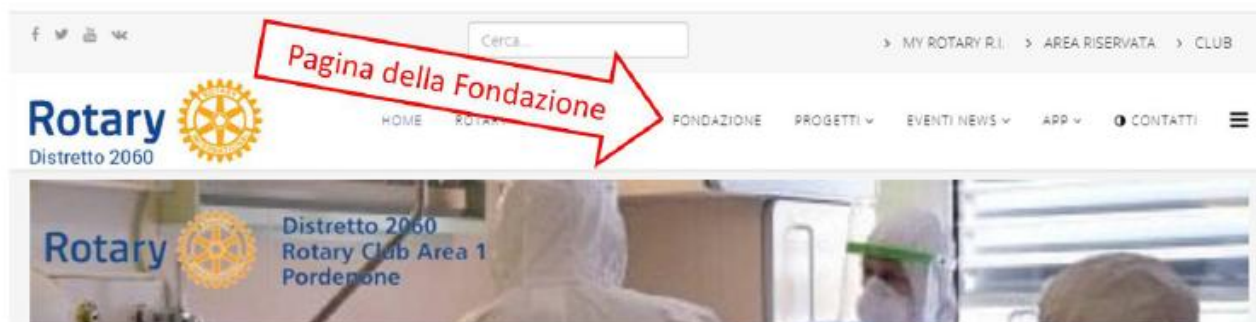 Cerca...
> MY ROTARY R.I. > AREA RISERVATA > CLUB
Pagina della Fondazione
Rotary
Distretto 2060
HOME
FONDAZIONE PROGETTI EVENTI NEWS APP CONTATTI
Rotary
Distretto 2060
Rotary Club Area 1
Pordenone